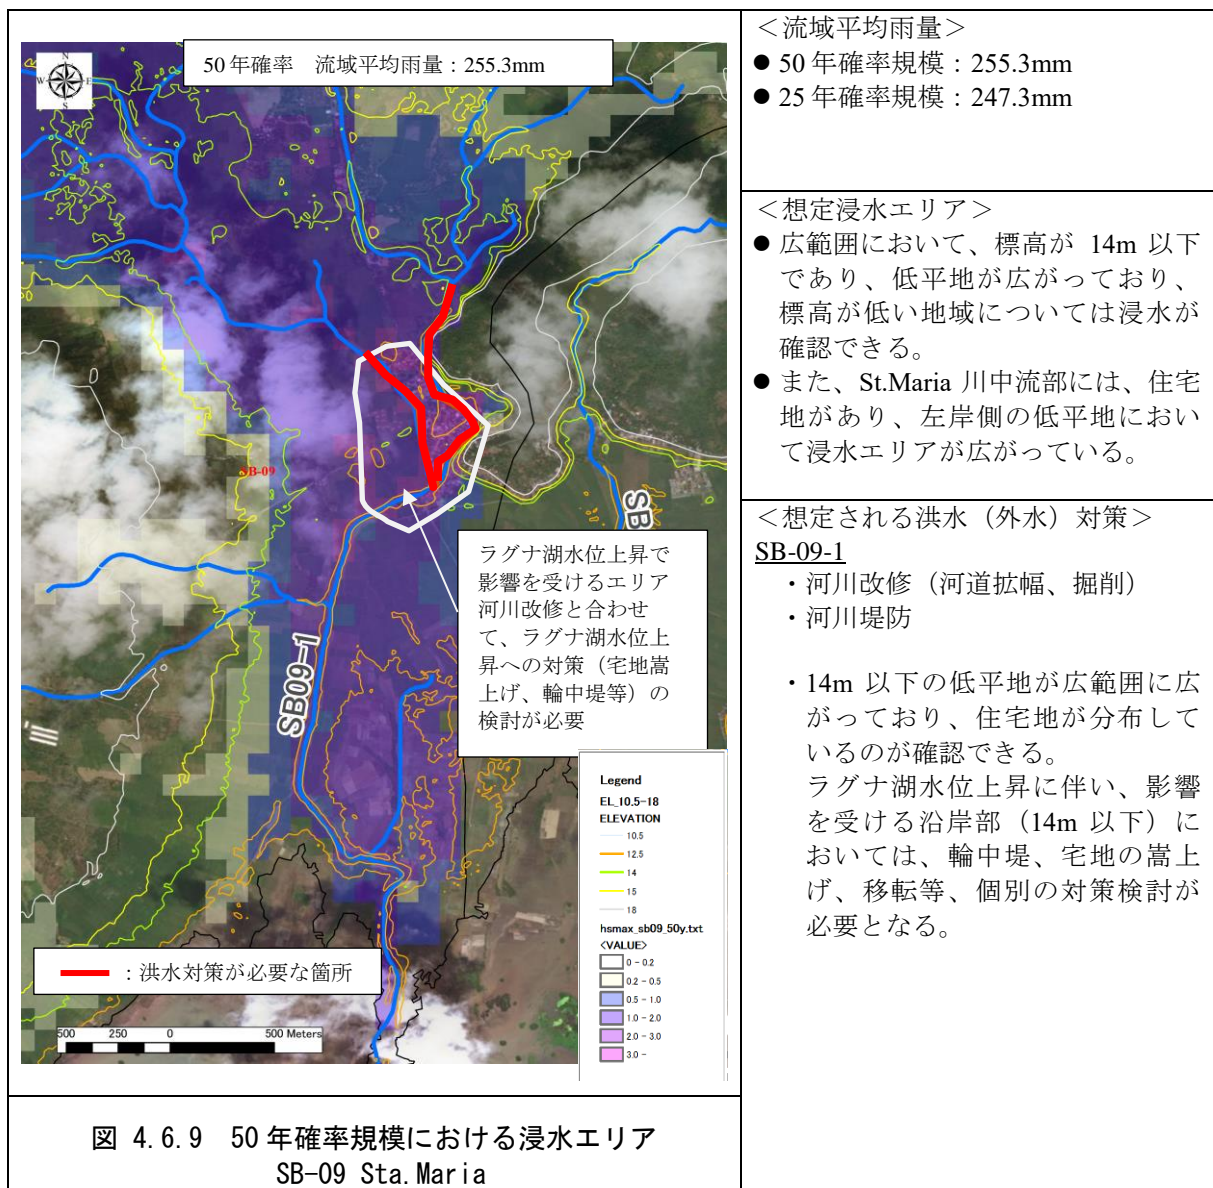 50 年確率　流域平均雨量：255.3mm
N
W
E
S
SB-09
SB09-1
SB
ラグナ湖水位上昇で
影響を受けるエリア
河川改修と合わせ
て、ラグナ湖水位上
昇への対策（宅地嵩
上げ、輪中堤等）の
検討が必要
Legend
EL_10.5-18
ELEVATION
10.5
12.5
14
15
18
hsmax_sb09_50y.txt
<VALUE>
0 - 0.2
0.2 - 0.5
0.5 - 1.0
1.0 - 2.0
2.0 - 3.0
3.0 -
：洪水対策が必要な箇所
500 250 0 500 Meters
図 4.6.9　50 年確率規模における浸水エリア
SB-09 Sta.Maria
＜流域平均雨量＞
● 50 年確率規模：255.3mm
● 25 年確率規模：247.3mm
＜想定浸水エリア＞
● 広範囲において、標高が 14m 以下
であり、低平地が広がっており、
標高が低い地域については浸水が
確認できる。
● また、St.Maria 川中流部には、住宅
地があり、左岸側の低平地におい
て浸水エリアが広がっている。
＜想定される洪水（外水）対策＞
SB-09-1
・河川改修（河道拡幅、掘削）
・河川堤防
・14m 以下の低平地が広範囲に広
がっており、住宅地が分布して
いるのが確認できる。
ラグナ湖水位上昇に伴い、影響
を受ける沿岸部（14m 以下）に
おいては、輪中堤、宅地の嵩上
げ、移転等、個別の対策検討が
必要となる。